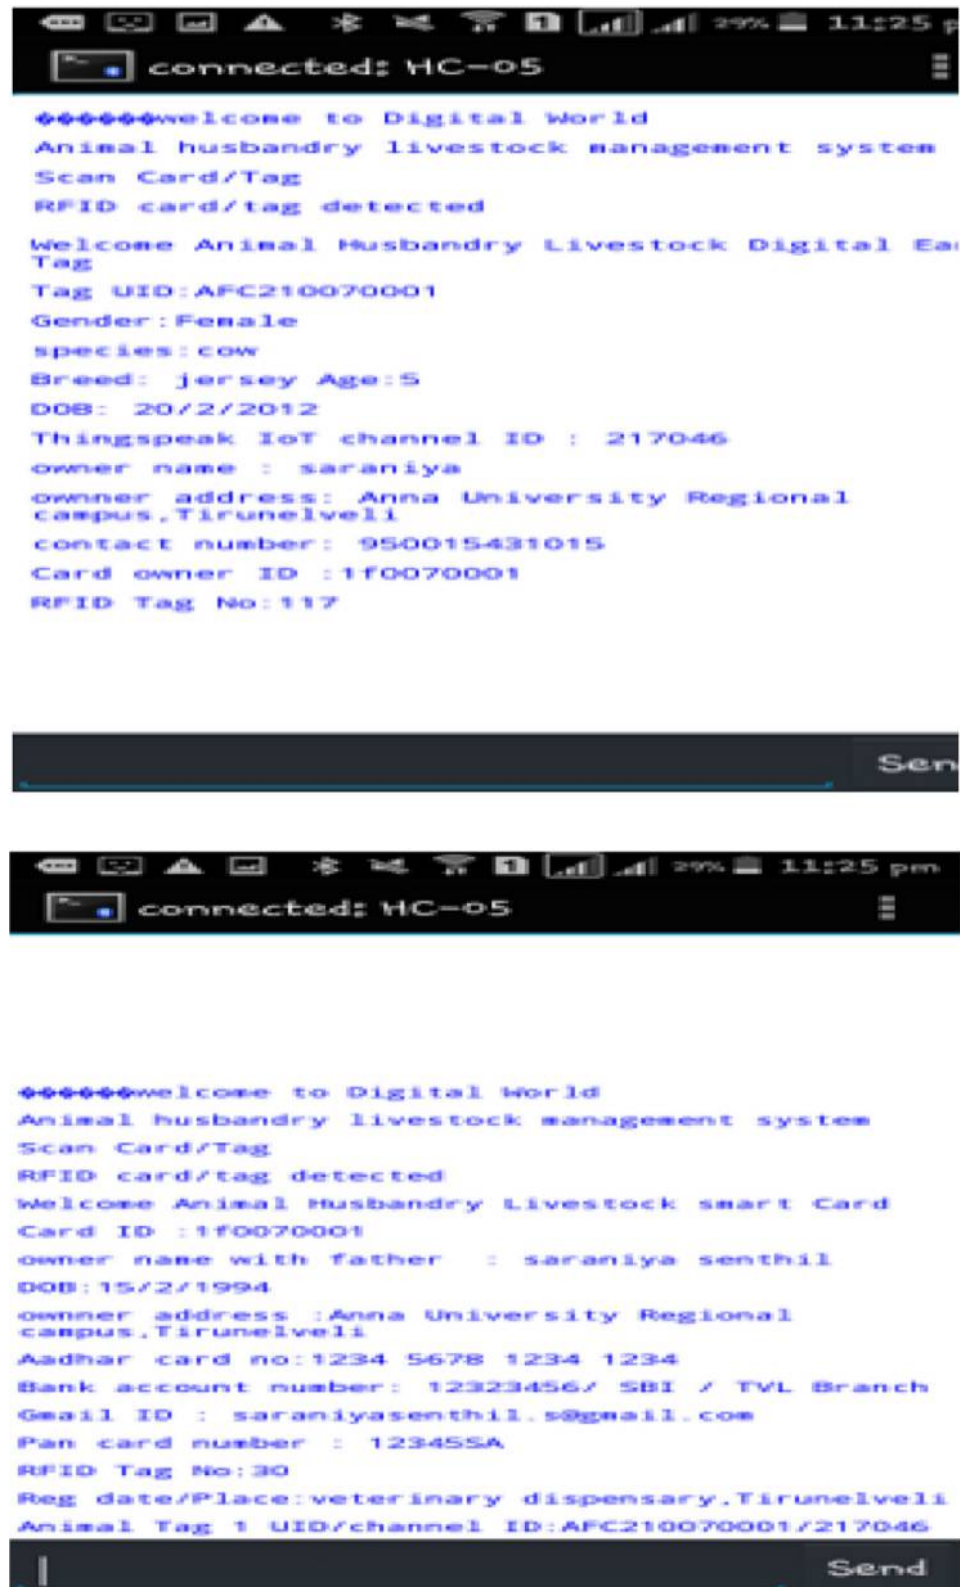 1 29% 11:25 p
connected: HC-05
������welcome to Digital World
Animal husbandry livestock management system
Scan Card/Tag
RFID card/tag detected
Welcome Animal Husbandry Livestock Digital Ear
Tag
Tag UID:AFC210070001
Gender:Female
species:cow
Breed: jersey Age:5
DOB: 20/2/2012
Thingspeak IoT channel ID : 217046
owner name : saraniya
ownner address: Anna University Regional
campus,Tirunelveli
contact number: 950015431015
Card owner ID :1f0070001
RFID Tag No:117
Sen
1 29% 11:25 pm
connected: HC-05
������welcome to Digital World
Animal husbandry livestock management system
Scan Card/Tag
RFID card/tag detected
Welcome Animal Husbandry Livestock smart Card
Card ID :1f0070001
owner name with father : saraniya senthil
DOB:15/2/1994
ownner address :Anna University Regional
campus,Tirunelveli
Aadhar card no:1234 5678 1234 1234
Bank account number: 12323456/ SBI / TVL Branch
Gmail ID : saraniyasenthil.s@gmail.com
Pan card number : 123455A
RFID Tag No:30
Reg date/Place:veterinary dispensary,Tirunelveli
Animal Tag 1 UID/channel ID:AFC210070001/217046
Send